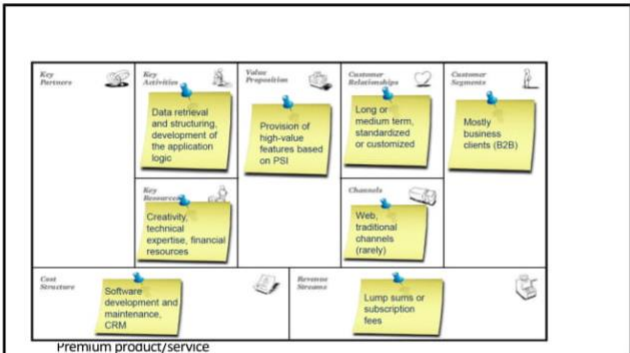 Key
Partners
Key
Activities
Data retrieval
and structuring,
development of
the application
logic
Key
Resources
Creativity,
technical
expertise, financial
resources
Value
Proposition
Provision of
high-value
features based
on PSI
Customer
Relationships
Long or
medium term,
standardized
or customized
Channels
Web,
traditional
channels
(rarely)
Customer
Segments
Mostly
business
clients (B2B)
Cost
Structure
Software
development and
maintenance,
CRM
Revenue
Streams
Lump sums or
subscription
fees
Premium product/service